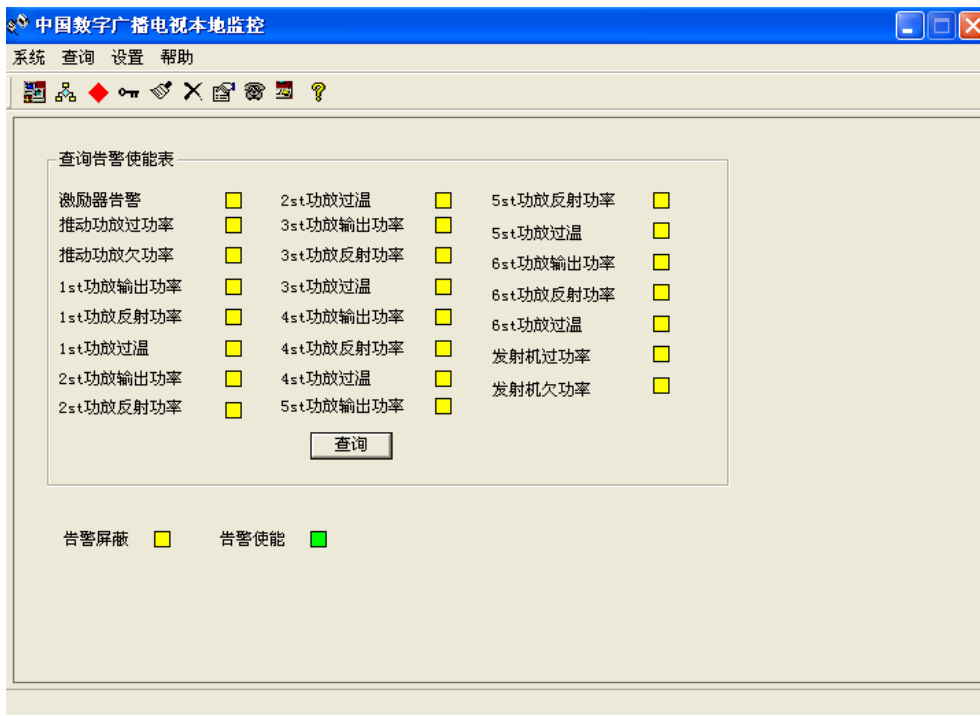 中国数字广播电视本地监控
系统 查询 设置 帮助
查询告警使能表
激励器告警
推动功放过功率
推动功放欠功率
1st功放输出功率
1st功放反射功率
1st功放过温
2st功放输出功率
2st功放反射功率
2st功放过温
3st功放输出功率
3st功放反射功率
3st功放过温
4st功放输出功率
4st功放反射功率
4st功放过温
5st功放输出功率
5st功放反射功率
5st功放过温
6st功放输出功率
6st功放反射功率
6st功放过温
发射机过功率
发射机欠功率
查询
告警屏蔽 告警使能